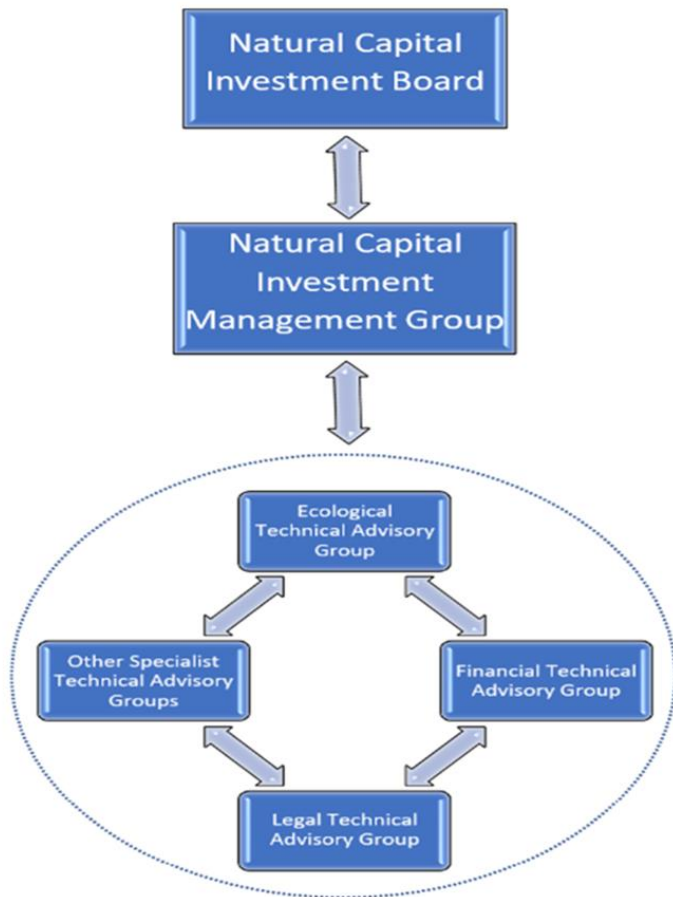 Natural Capital
Investment Board
Natural Capital
Investment
Management Group
Ecological
Technical Advisory
Group
Other Specialist
Technical Advisory
Groups
Financial Technical
Advisory Group
Legal Technical
Advisory Group